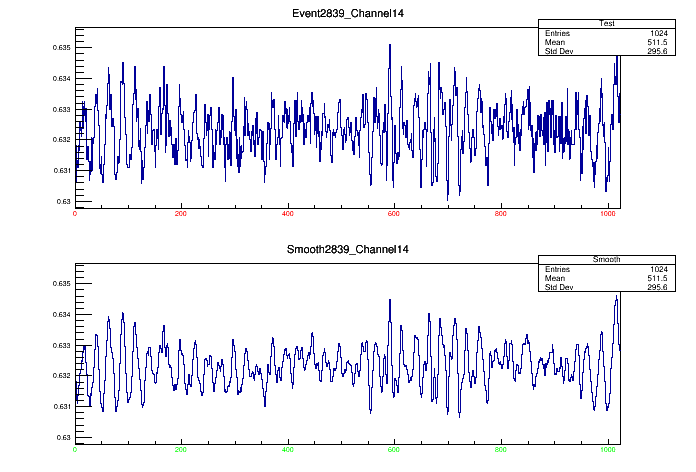 Event2839_Channel14
Test
Entries 1024
Mean 511.5
Std Dev 295.6
0.635
0.634
0.633
0.632
0.631
0.63
0 200 400 600 800 1000
Smooth2839_Channel14
Smooth
Entries 1024
Mean 511.5
Std Dev 295.6
0.635
0.634
0.633
0.632
0.631
0.63
0 200 400 600 800 1000